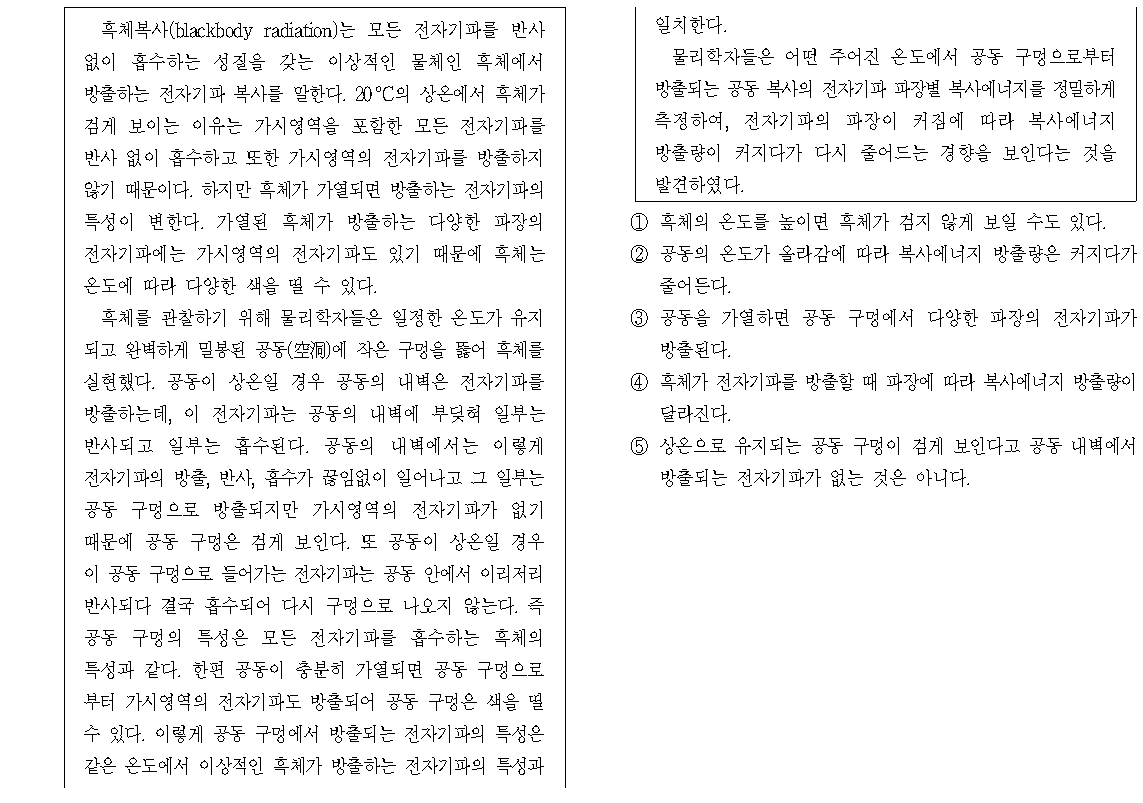 흑체복사(blackbody radiation)는 모든 전자기파를 반사
없이 흡수하는 성질을 갖는 이상적인 물체인 흑체에서
방출하는 전자기파 복사를 말한다. 20℃의 상온에서 흑체가
검게 보이는 이유는 가시영역을 포함한 모든 전자기파를
반사 없이 흡수하고 또한 가시영역의 전자기파를 방출하지
않기 때문이다. 하지만 흑체가 가열되면 방출하는 전자기파의
특성이 변한다. 가열된 흑체가 방출하는 다양한 파장의
전자기파에는 가시영역의 전자기파도 있기 때문에 흑체는
온도에 따라 다양한 색을 띨 수 있다.
흑체를 관찰하기 위해 물리학자들은 일정한 온도가 유지
되고 완벽하게 밀봉된 공동(空洞)에 작은 구멍을 뚫어 흑체를
실현했다. 공동이 상온일 경우 공동의 내벽은 전자기파를
방출하는데, 이 전자기파는 공동의 내벽에 부딪혀 일부는
반사되고 일부는 흡수된다. 공동의 내벽에서는 이렇게
전자기파의 방출, 반사, 흡수가 끊임없이 일어나고 그 일부는
공동 구멍으로 방출되지만 가시영역의 전자기파가 없기
때문에 공동 구멍은 검게 보인다. 또 공동이 상온일 경우
이 공동 구멍으로 들어가는 전자기파는 공동 안에서 이리저리
반사되다 결국 흡수되어 다시 구멍으로 나오지 않는다. 즉
공동 구멍의 특성은 모든 전자기파를 흡수하는 흑체의
특성과 같다. 한편 공동이 충분히 가열되면 공동 구멍으로
부터 가시영역의 전자기파도 방출되어 공동 구멍은 색을 띨
수 있다. 이렇게 공동 구멍에서 방출되는 전자기파의 특성은
같은 온도에서 이상적인 흑체가 방출하는 전자기파의 특성과
일치한다.
물리학자들은 어떤 주어진 온도에서 공동 구멍으로부터
방출되는 공동 복사의 전자기파 파장별 복사에너지를 정밀하게
측정하여, 전자기파의 파장이 커짐에 따라 복사에너지
방출량이 커지다가 다시 줄어드는 경향을 보인다는 것을
발견하였다.
① 흑체의 온도를 높이면 흑체가 검지 않게 보일 수도 있다.
② 공동의 온도가 올라감에 따라 복사에너지 방출량은 커지다가
줄어든다.
③ 공동을 가열하면 공동 구멍에서 다양한 파장의 전자기파가
방출된다.
④ 흑체가 전자기파를 방출할 때 파장에 따라 복사에너지 방출량이
달라진다.
⑤ 상온으로 유지되는 공동 구멍이 검게 보인다고 공동 내벽에서
방출되는 전자기파가 없는 것은 아니다.